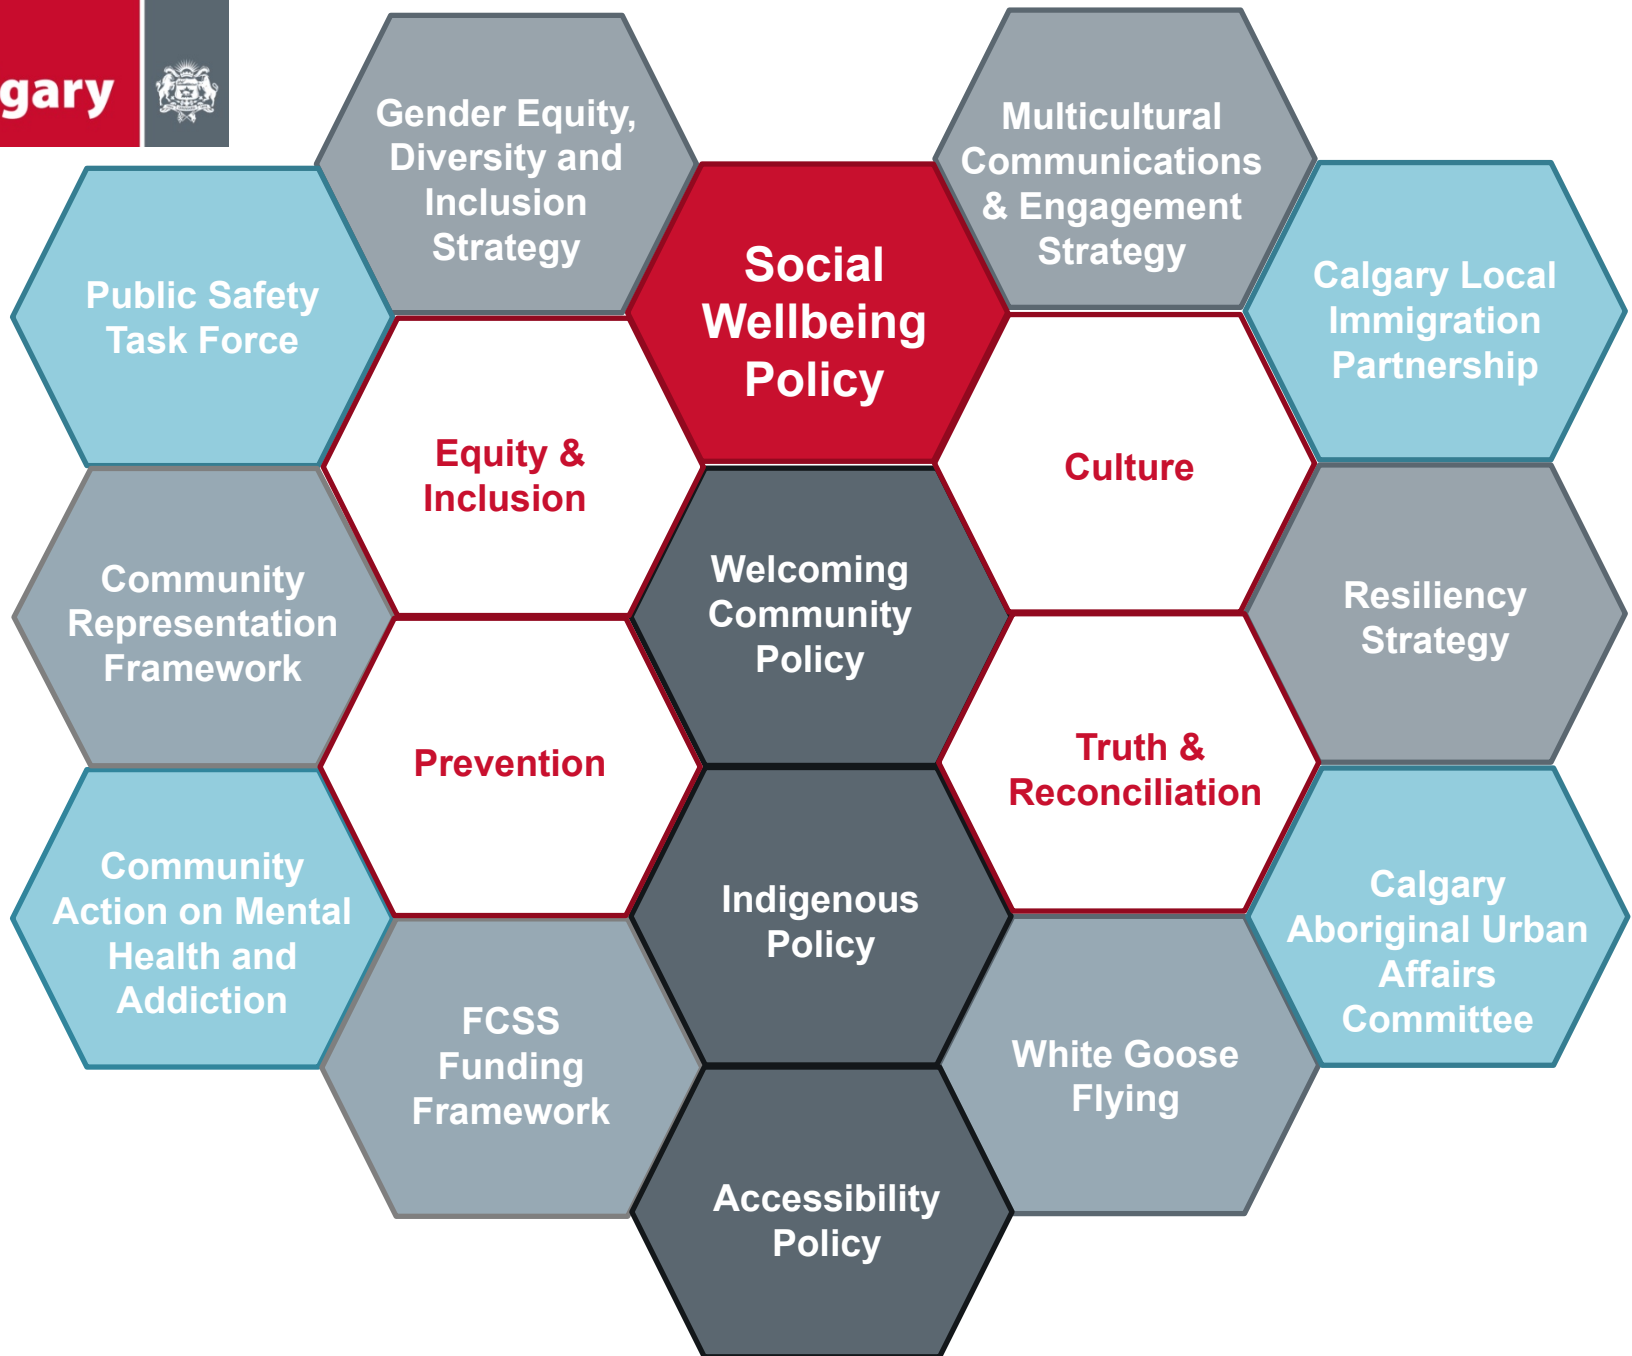 gary
Gender Equity,
Diversity and
Inclusion
Strategy
Multicultural
Communications
& Engagement
Strategy
Public Safety
Task Force
Social
Wellbeing
Policy
Calgary Local
Immigration
Partnership
Equity &
Inclusion
Culture
Community
Representation
Framework
Welcoming
Community
Policy
Resiliency
Strategy
Prevention
Truth &
Reconciliation
Community
Action on Mental
Health and
Addiction
Indigenous
Policy
Calgary
Aboriginal Urban
Affairs
Committee
FCSS
Funding
Framework
White Goose
Flying
Accessibility
Policy